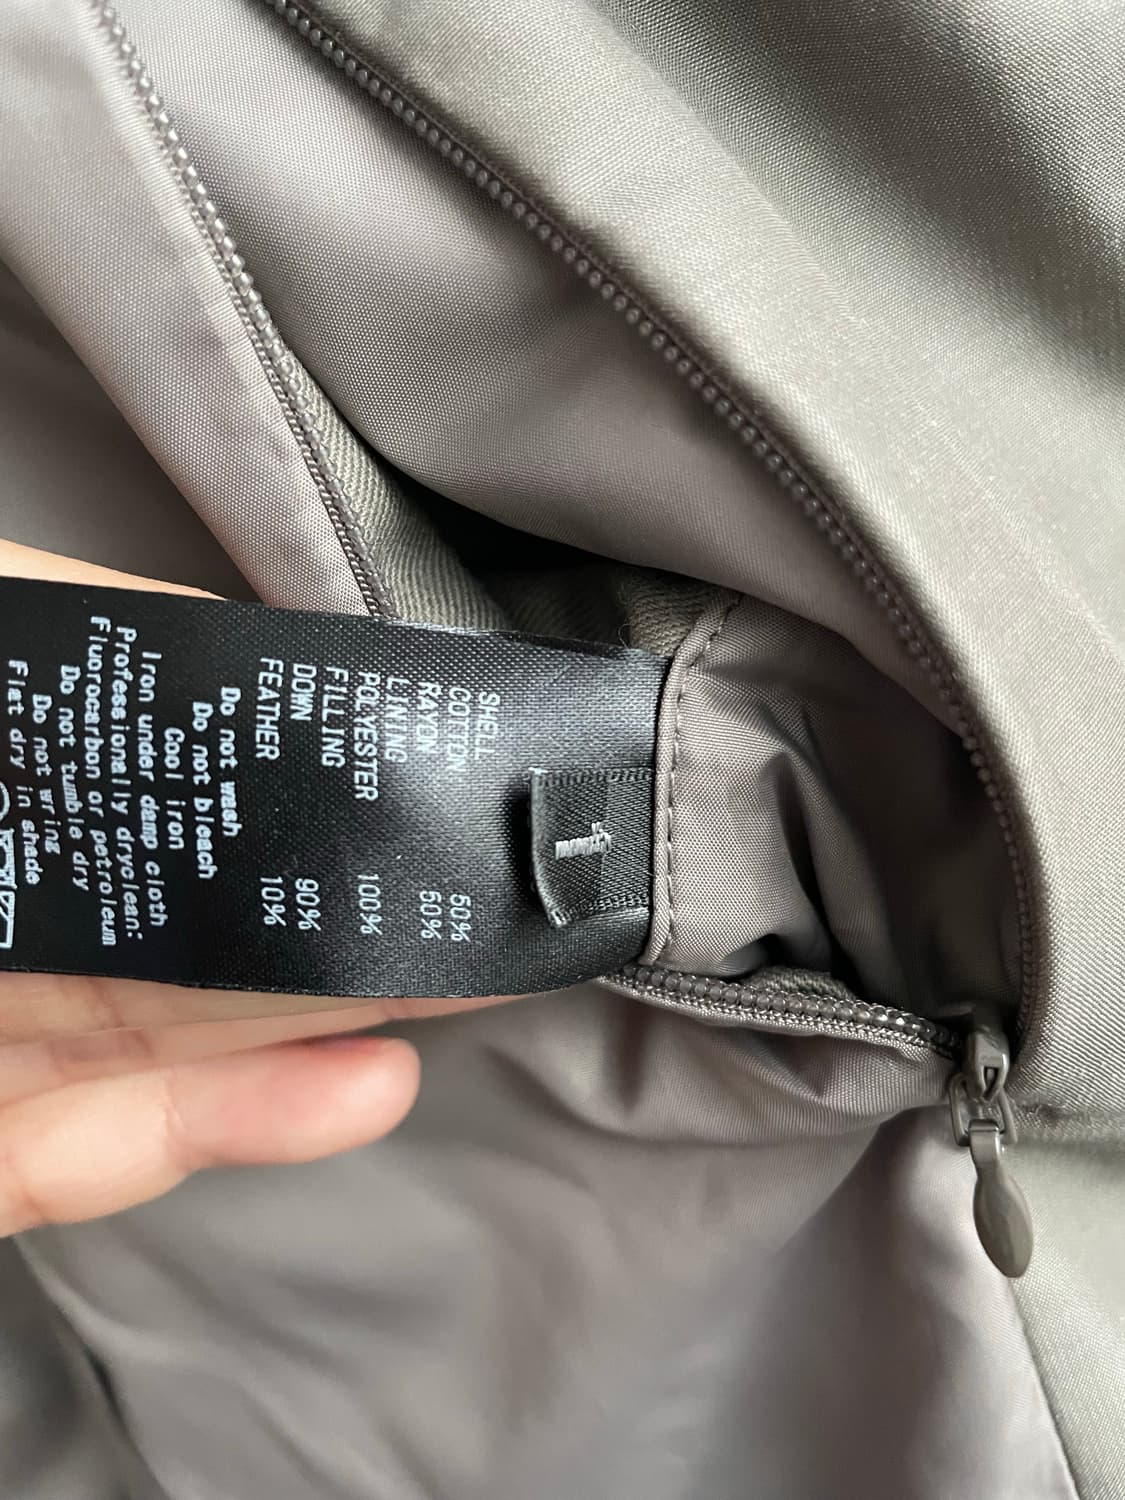 SHELL
COTTON 50%
RAYON 50%
LINING
POLYESTER 100%
FILLING
DOWN 90%
FEATHER 10%
Do not wash
Do not bleach
Cool iron
Iron under damp cloth
Professionally dryclean:
Fluorocarbon or petroleum
Do not tumble dry
Do not wring
Flat dry in shade
1